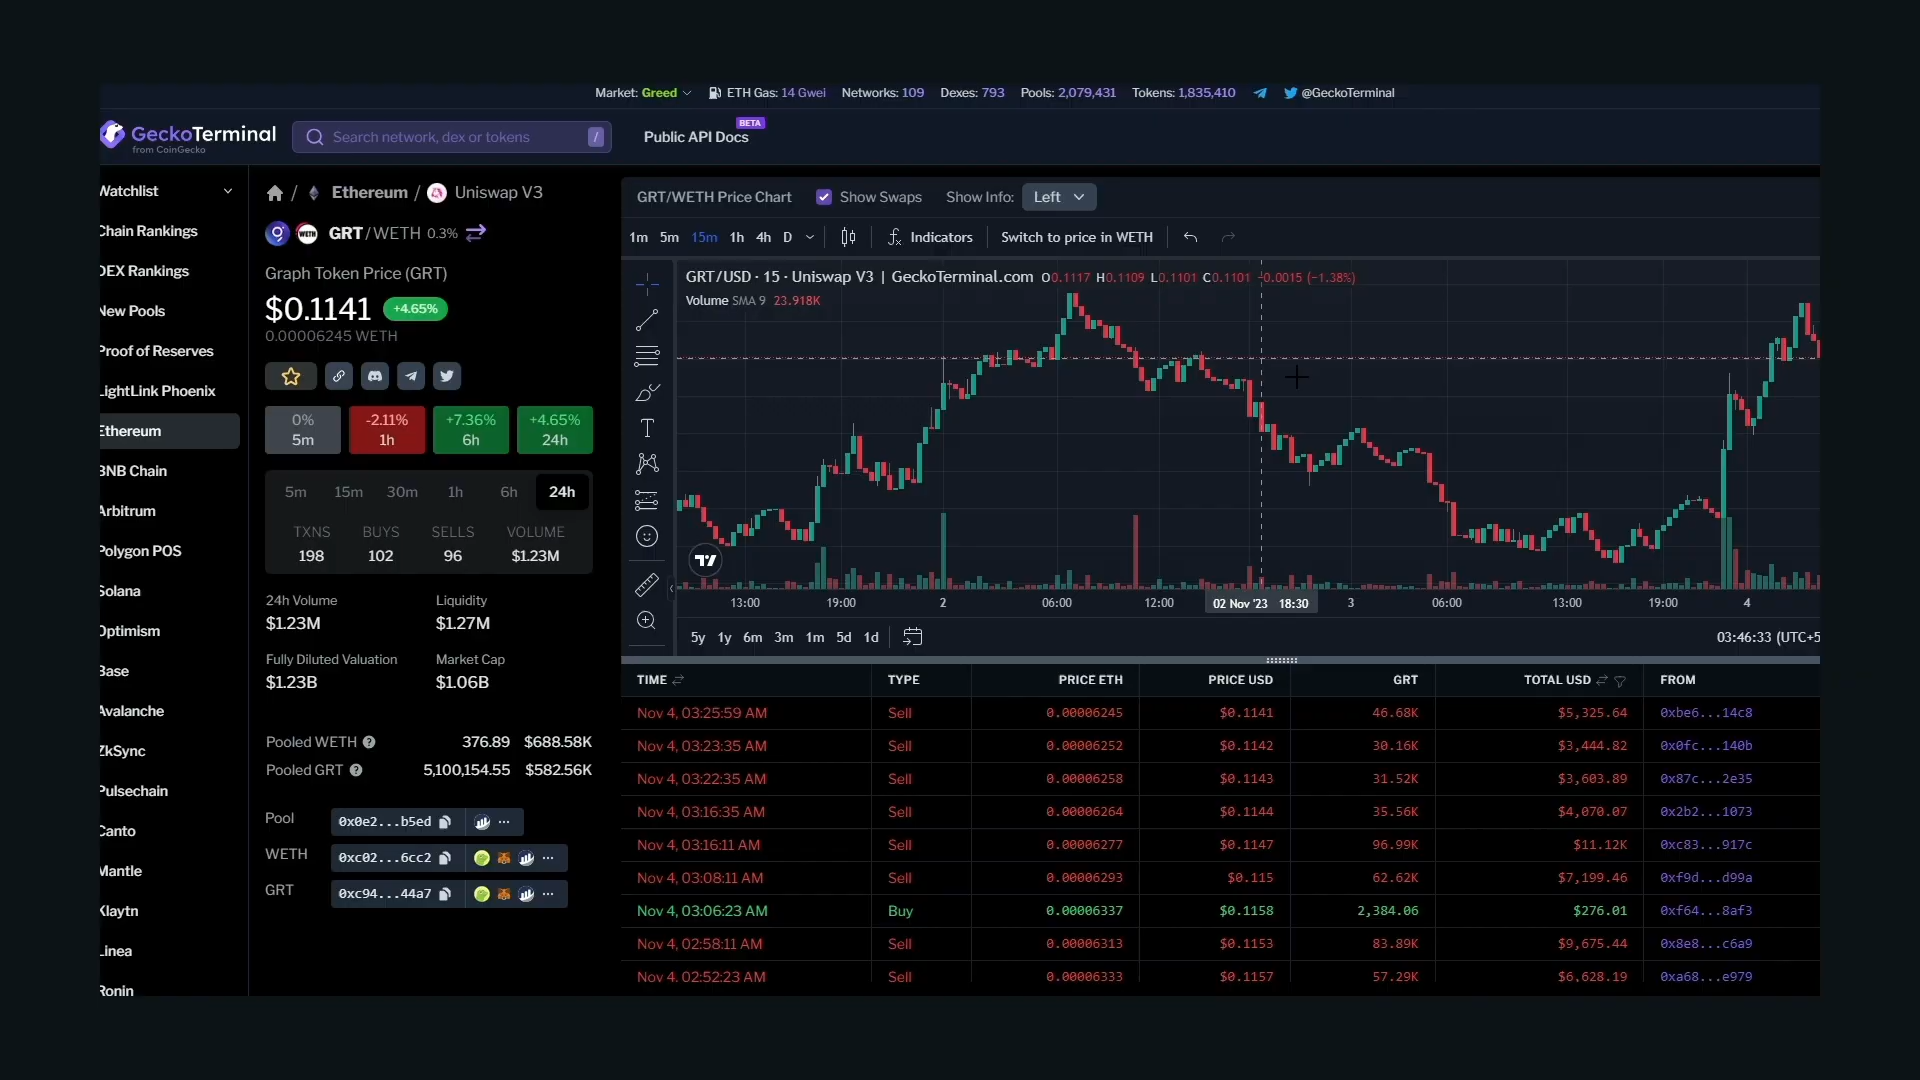 Market: Greed ETH Gas: 14 Gwei Networks: 109 Dexes: 793 Pools: 2,079,431 Tokens: 1,835,410 @GeckoTerminal
GeckoTerminal
from CoinGecko
Search network, dex or tokens /
Public API Docs BETA
Watchlist
Chain Rankings
DEX Rankings
New Pools
Proof of Reserves
LightLink Phoenix
Ethereum
BNB Chain
Arbitrum
Polygon POS
Solana
Optimism
Base
Avalanche
ZkSync
Pulsechain
Canto
Mantle
Klaytn
Linea
Ronin
/ Ethereum / Uniswap V3
WETH GRT/WETH 0.3%
Graph Token Price (GRT)
$0.1141 +4.65%
0.00006245 WETH
0% -2.11% +7.36% +4.65%
5m 1h 6h 24h
5m 15m 30m 1h 6h 24h
TXNS BUYS SELLS VOLUME
198 102 96 $1.23M
24h Volume Liquidity
$1.23M $1.27M
Fully Diluted Valuation Market Cap
$1.23B $1.06B
Pooled WETH ? 376.89 $688.58K
Pooled GRT ? 5,100,154.55 $582.56K
Pool 0x0e2...b5ed ...
WETH 0xc02...6cc2 ...
GRT 0xc94...44a7 ...
GRT/WETH Price Chart Show Swaps Show Info: Left
1m 5m 15m 1h 4h D Indicators Switch to price in WETH
GRT/USD · 15 · Uniswap V3 | GeckoTerminal.com O0.1117 H0.1109 L0.1101 C0.1101 -0.0015 (-1.38%)
Volume SMA 9 23.918K
13:00 19:00 2 06:00 12:00 02 Nov '23 18:30 3 06:00 13:00 19:00 4
5y 1y 6m 3m 1m 5d 1d 03:46:33 (UTC+5
TIME TYPE PRICE ETH PRICE USD GRT TOTAL USD FROM
Nov 4, 03:25:59 AM Sell 0.00006245 $0.1141 46.68K $5,325.64 0xbe6...14c8
Nov 4, 03:23:35 AM Sell 0.00006252 $0.1142 30.16K $3,444.82 0x0fc...140b
Nov 4, 03:22:35 AM Sell 0.00006258 $0.1143 31.52K $3,603.89 0x87c...2e35
Nov 4, 03:16:35 AM Sell 0.00006264 $0.1144 35.56K $4,070.07 0x2b2...1073
Nov 4, 03:16:11 AM Sell 0.00006277 $0.1147 96.99K $11.12K 0xc83...917c
Nov 4, 03:08:11 AM Sell 0.00006293 $0.115 62.62K $7,199.46 0xf9d...d99a
Nov 4, 03:06:23 AM Buy 0.00006337 $0.1158 2,384.06 $276.01 0xf64...8af3
Nov 4, 02:58:11 AM Sell 0.00006313 $0.1153 83.89K $9,675.44 0x8e8...c6a9
Nov 4, 02:52:23 AM Sell 0.00006333 $0.1157 57.29K $6,628.19 0xa68...e979